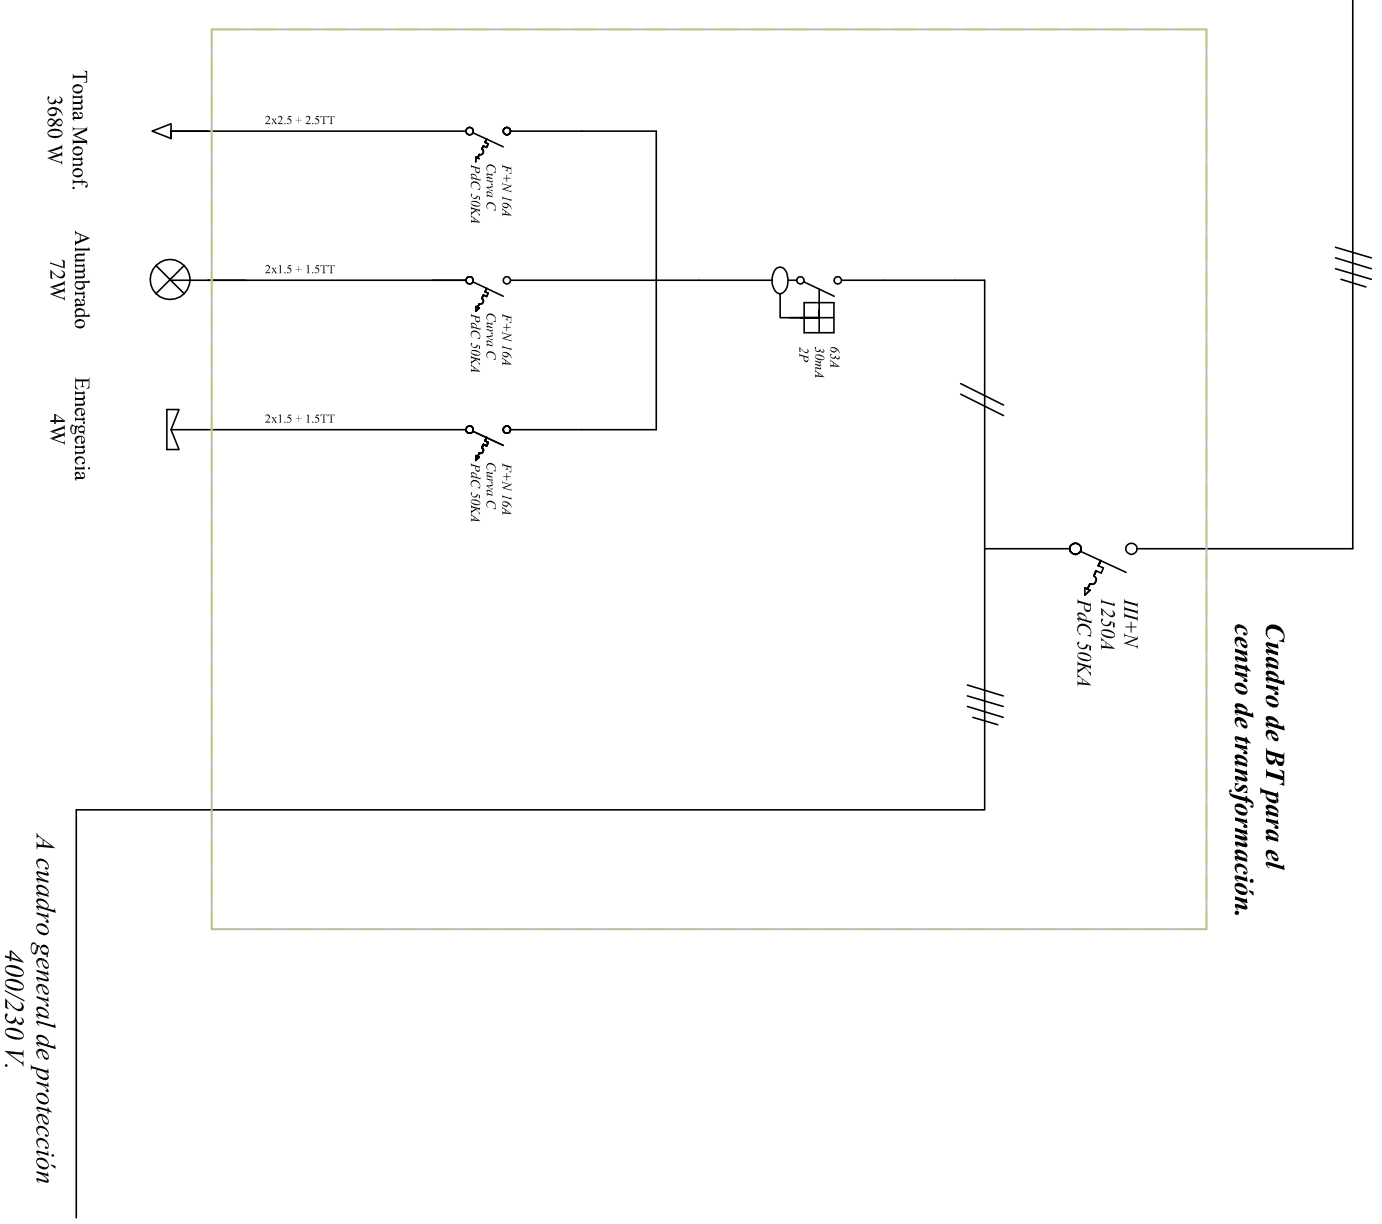 Cuadro de BT para el
centro de transformación.
III+N
1250A
PdC 50KA
63A
30mA
2P
F+N 16A
Curva C
PdC 50KA
F+N 16A
Curva C
PdC 50KA
F+N 16A
Curva C
PdC 50KA
2x2.5 + 2.5TT
2x1.5 + 1.5TT
2x1.5 + 1.5TT
Toma Monof.
3680 W
Alumbrado
72W
Emergencia
4W
A cuadro general de protección
400/230 V.